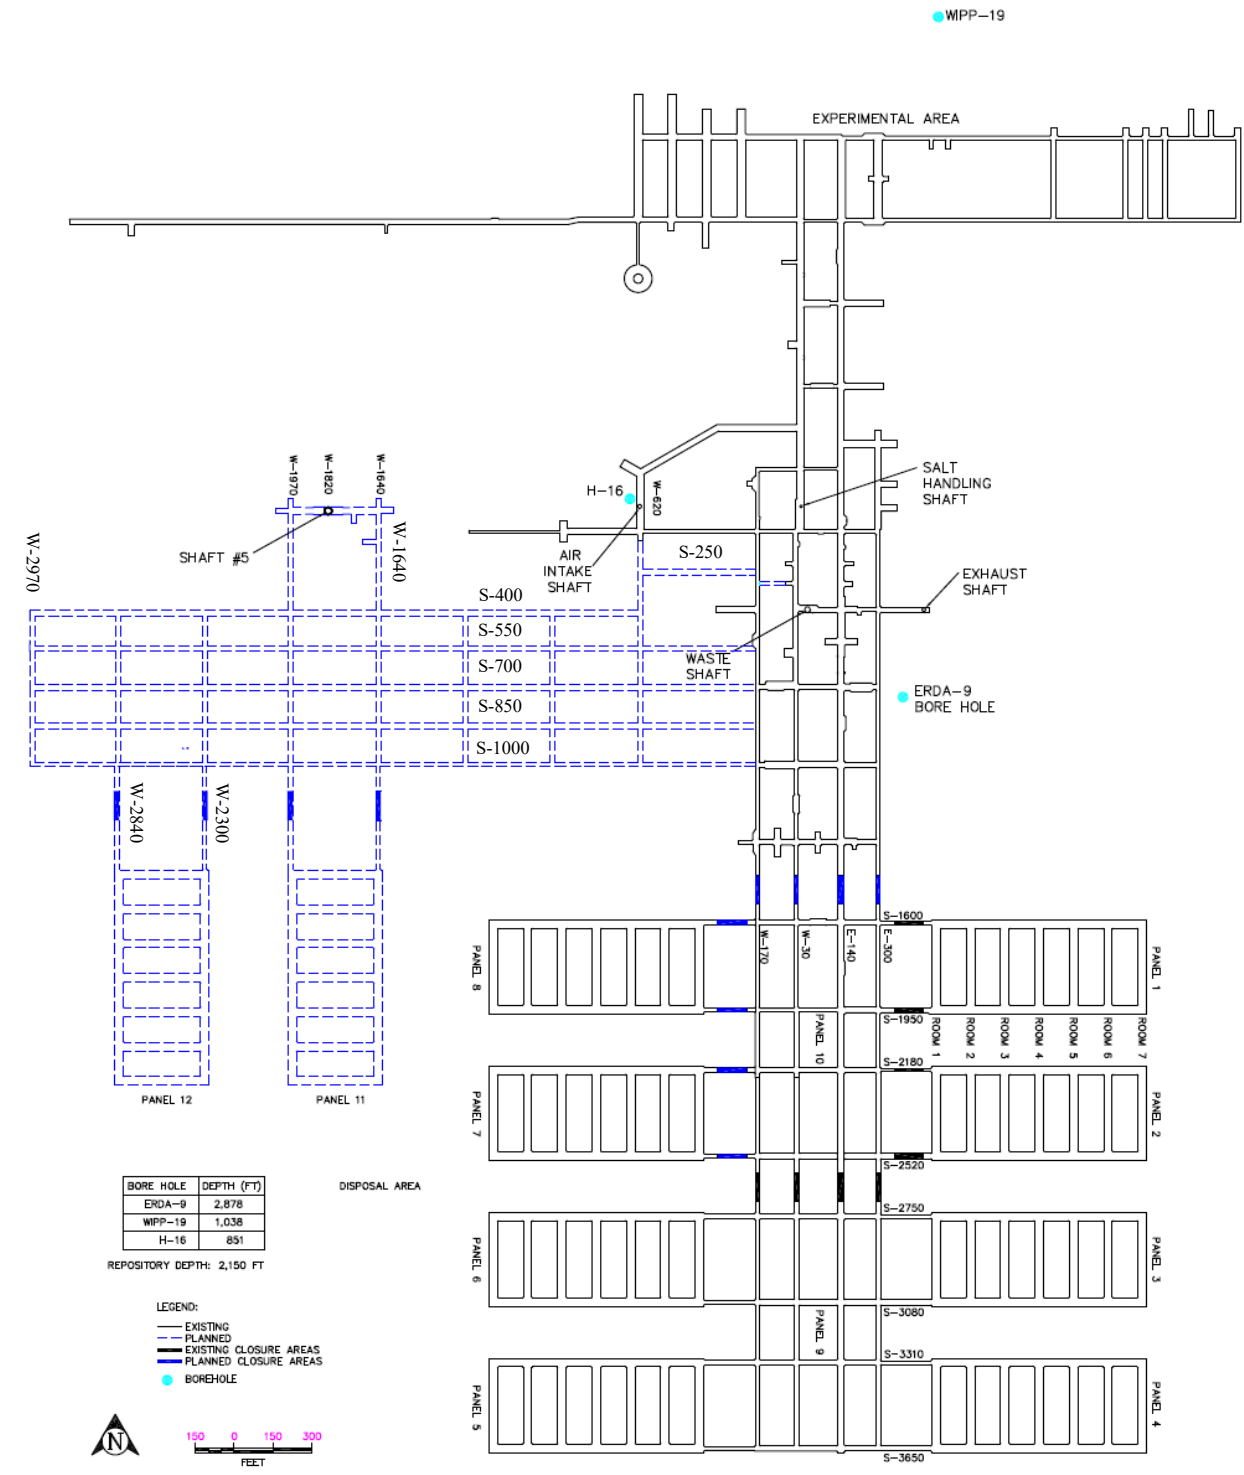 WIPP-19
EXPERIMENTAL AREA
W-1970
W-1820
W-1640
H-16
W-620
SALT
HANDLING
SHAFT
W-2970
SHAFT #5
W-1640
AIR
INTAKE
SHAFT
S-250
EXHAUST
SHAFT
S-400
S-550
S-700
WASTE
SHAFT
S-850
ERDA-9
BORE HOLE
S-1000
W-2840
W-2300
S-1600
W-170
W-30
E-140
E-300
PANEL 8
PANEL 1
S-1950
PANEL 10
ROOM 1
ROOM 2
ROOM 3
ROOM 4
ROOM 5
ROOM 6
ROOM 7
S-2180
PANEL 12
PANEL 11
PANEL 7
PANEL 2
S-2520
BORE HOLE DEPTH (FT)
ERDA-9 2,878
WIPP-19 1,038
H-16 851
DISPOSAL AREA
S-2750
REPOSITORY DEPTH: 2,150 FT
PANEL 6
PANEL 3
LEGEND:
EXISTING
PLANNED
EXISTING CLOSURE AREAS
PLANNED CLOSURE AREAS
BOREHOLE
S-3080
PANEL 9
S-3310
PANEL 5
PANEL 4
N
150 0 150 300
FEET
S-3650